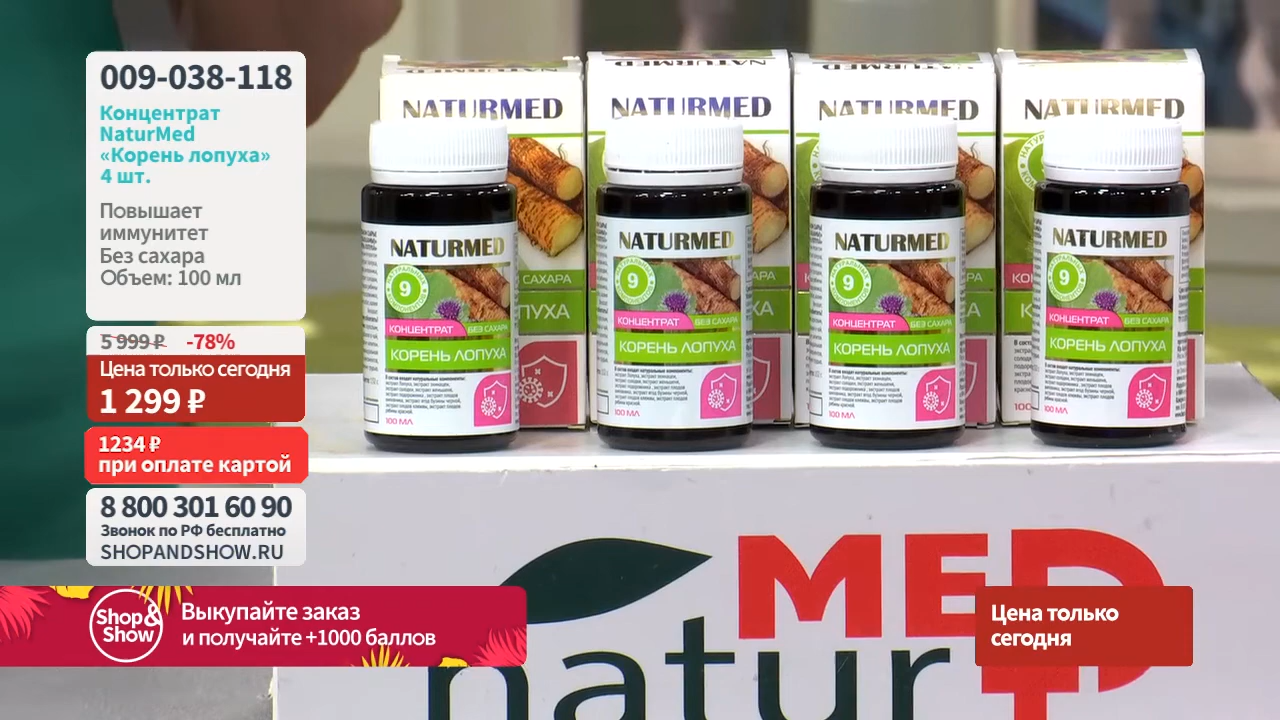 009-038-118
Концентрат
NaturMed
«Корень лопуха»
4 шт.
Повышает
иммунитет
Без сахара
Объем: 100 мл
5 999 ₽ -78%
Цена только сегодня
1 299 ₽
1234 ₽
при оплате картой
8 800 301 60 90
Звонок по РФ бесплатно
SHOPANDSHOW.RU
Shop&
Show
Выкупайте заказ
и получайте +1000 баллов
Цена только
сегодня
NATURMED
NATURMED
NATURMED
NATURMED
NATURMED
9
КОНЦЕНТРАТ
БЕЗ САХАРА
КОРЕНЬ ЛОПУХА
100 МЛ
NATURMED
9
КОНЦЕНТРАТ
БЕЗ САХАРА
КОРЕНЬ ЛОПУХА
100 МЛ
NATURMED
9
КОНЦЕНТРАТ
БЕЗ САХАРА
КОРЕНЬ ЛОПУХА
100 МЛ
NATURMED
9
КОНЦЕНТРАТ
БЕЗ САХАРА
КОРЕНЬ ЛОПУХА
100 МЛ
САХАРА
MED
natur